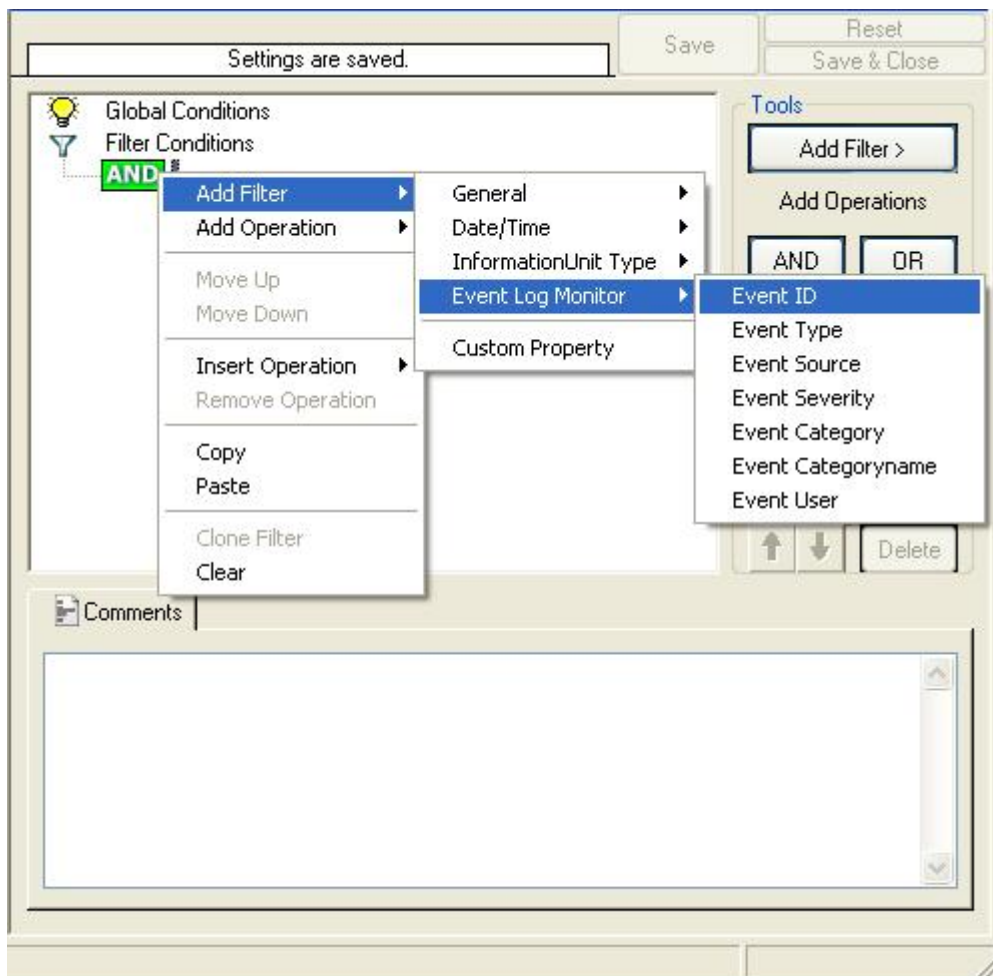 Reset
Save
Settings are saved.
Save & Close
Global Conditions
Filter Conditions
AND
Tools
Add Filter >
Add Operations
AND OR
Add Filter
Add Operation
Move Up
Move Down
Insert Operation
Remove Operation
Copy
Paste
Clone Filter
Clear
General
Date/Time
InformationUnit Type
Event Log Monitor
Custom Property
Event ID
Event Type
Event Source
Event Severity
Event Category
Event Categoryname
Event User
Delete
Comments